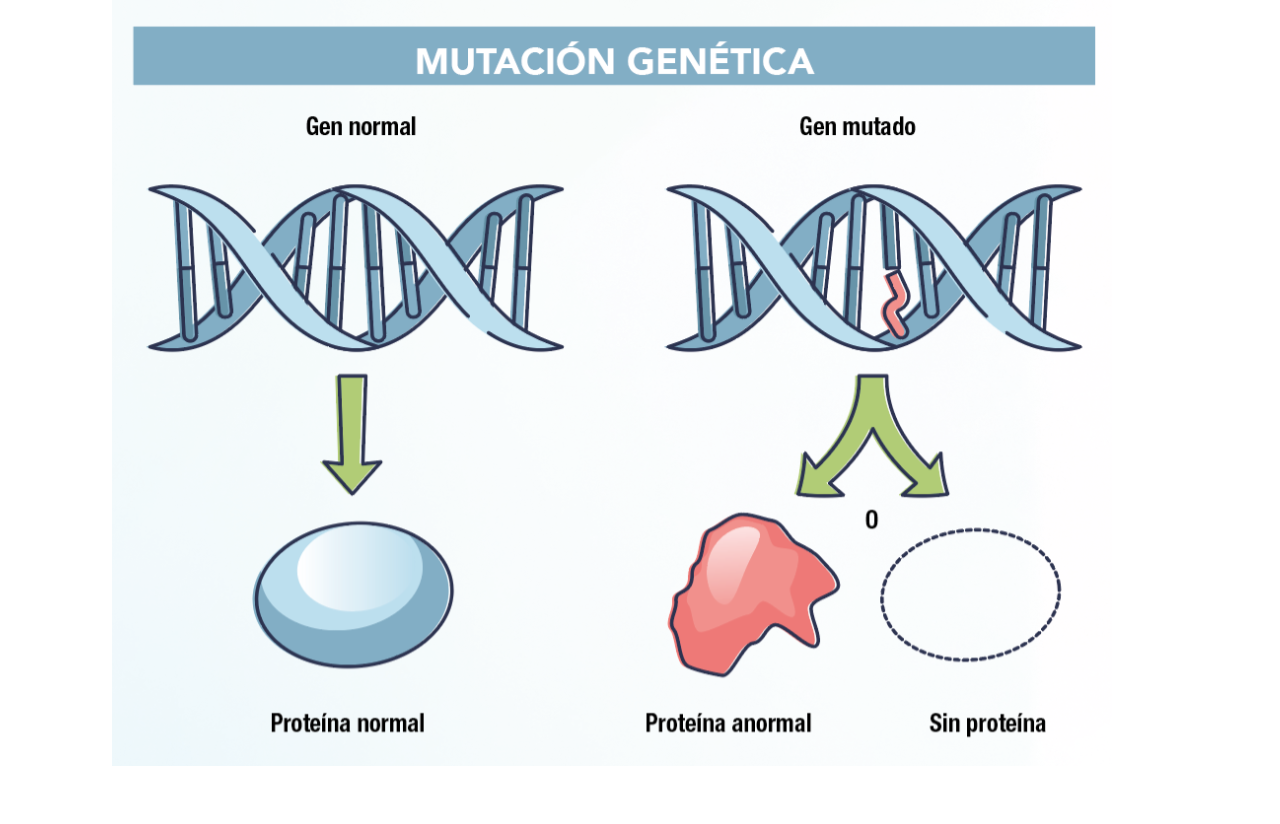 MUTACIÓN GENÉTICA
Gen normal
Gen mutado
O
Proteína normal
Proteína anormal
Sin proteína